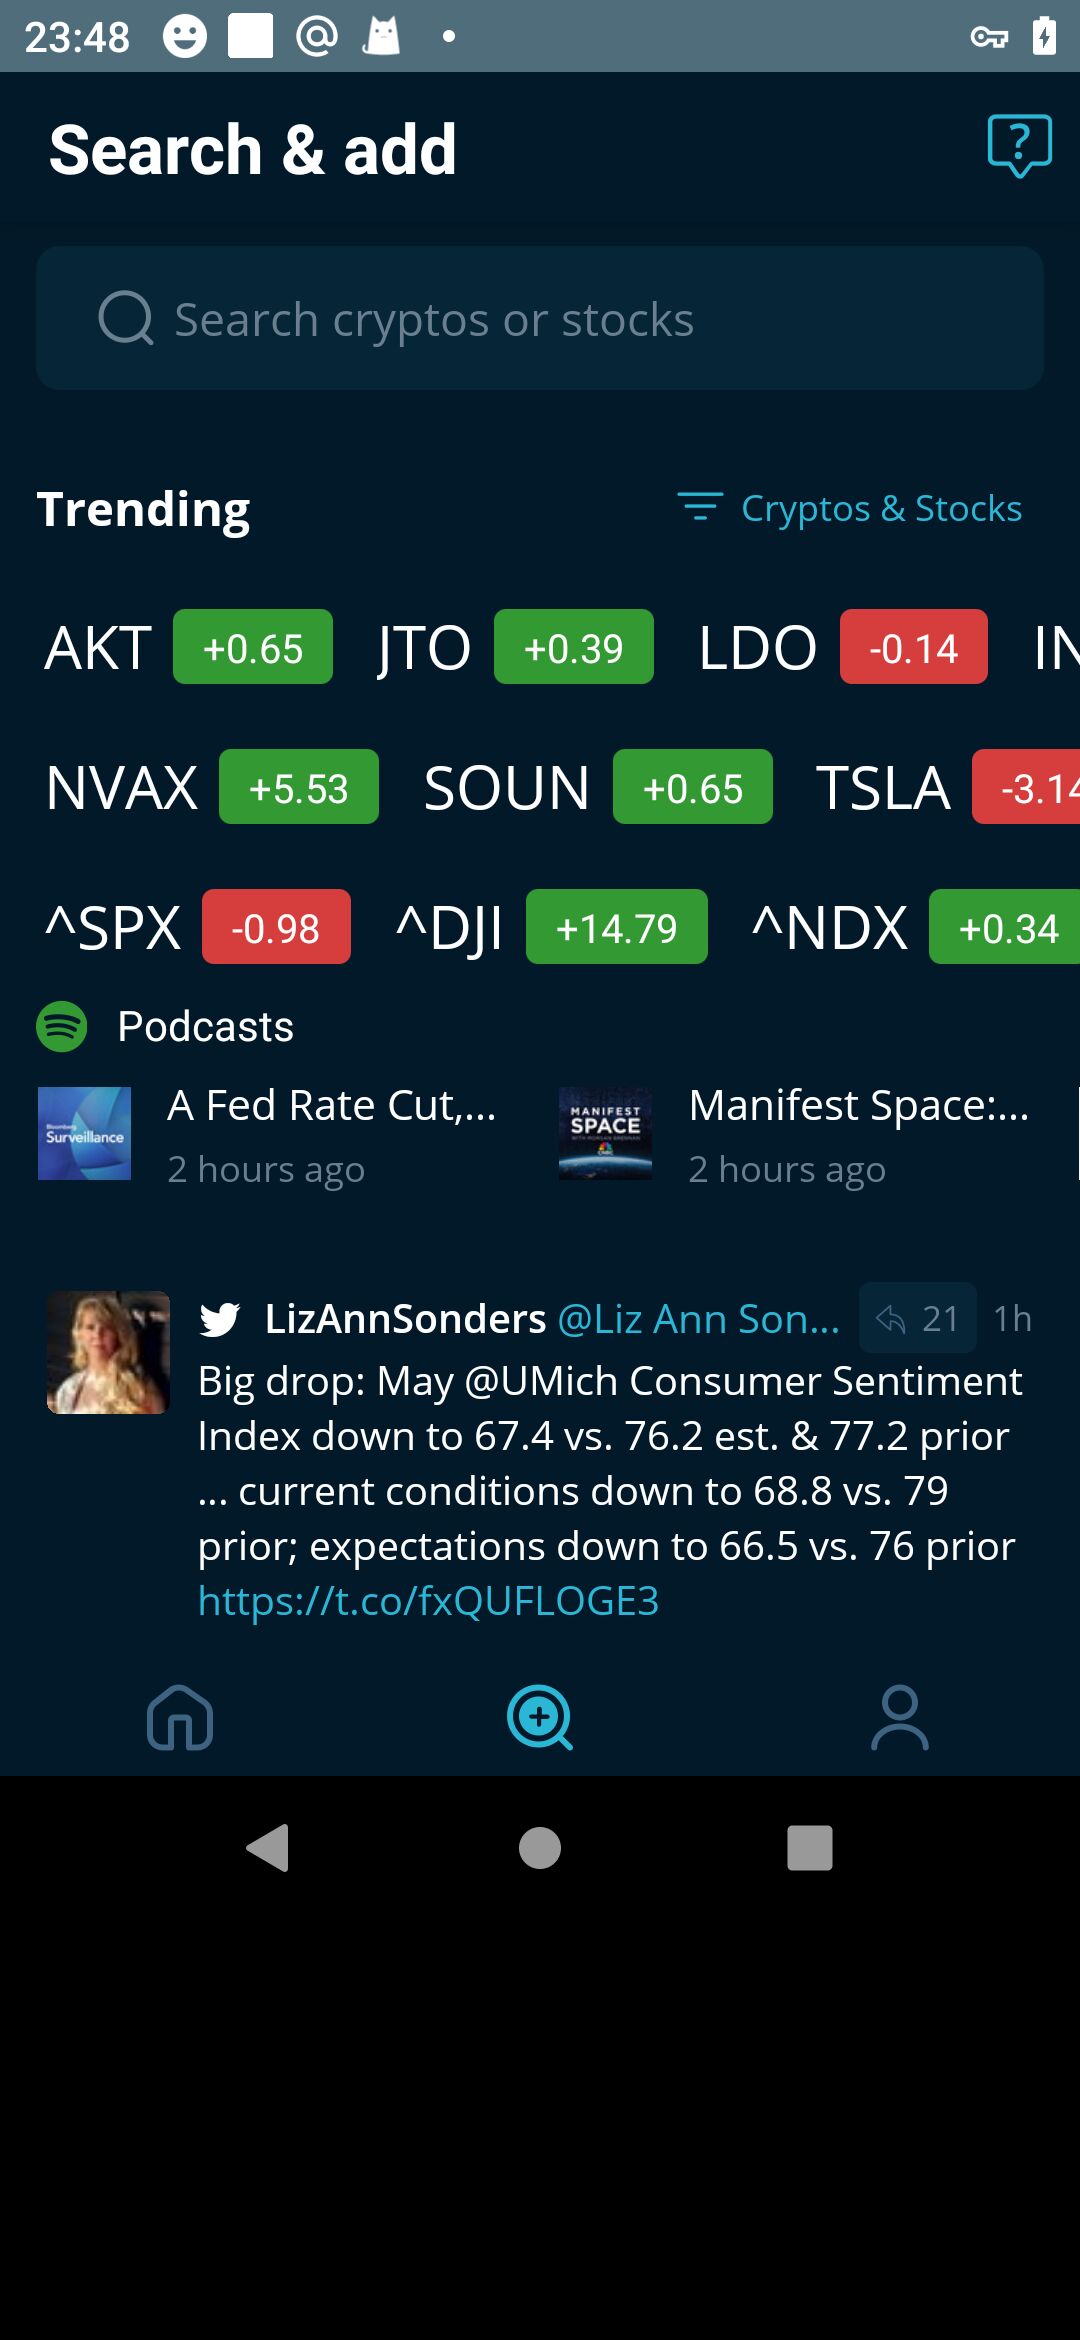 23:48
Search & add
Search cryptos or stocks
Trending
Cryptos & Stocks
AKT +0.65 JTO +0.39 LDO -0.14 IN
NVAX +5.53 SOUN +0.65 TSLA -3.14
^SPX -0.98 ^DJI +14.79 ^NDX +0.34
Podcasts
Bloomberg
Surveillance
A Fed Rate Cut,...
2 hours ago
MANIFEST
SPACE
Manifest Space:...
2 hours ago
LizAnnSonders @Liz Ann Son... 21 1h
Big drop: May @UMich Consumer Sentiment
Index down to 67.4 vs. 76.2 est. & 77.2 prior
... current conditions down to 68.8 vs. 79
prior; expectations down to 66.5 vs. 76 prior
https://t.co/fxQUFLOGE3